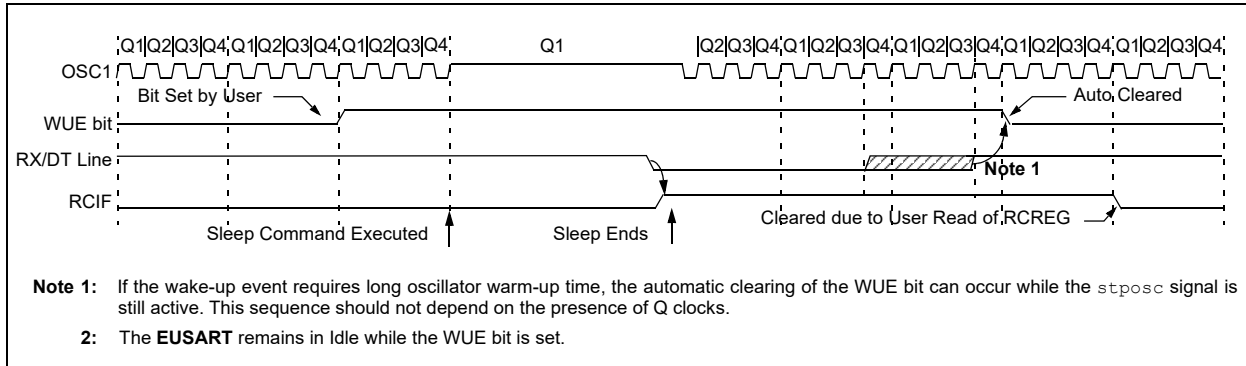 Q1|Q2|Q3|Q4|Q1|Q2|Q3|Q4|Q1|Q2|Q3|Q4 Q1 Q2|Q3|Q4|Q1|Q2|Q3|Q4|Q1|Q2|Q3|Q4|Q1|Q2|Q3|Q4|Q1|Q2|Q3|Q4
OSC1
Bit Set by User Auto Cleared
WUE bit
RX/DT Line
Note 1
RCIF
Cleared due to User Read of RCREG
Sleep Command Executed Sleep Ends
Note 1: If the wake-up event requires long oscillator warm-up time, the automatic clearing of the WUE bit can occur while the stposc signal is
still active. This sequence should not depend on the presence of Q clocks.
2: The EUSART remains in Idle while the WUE bit is set.